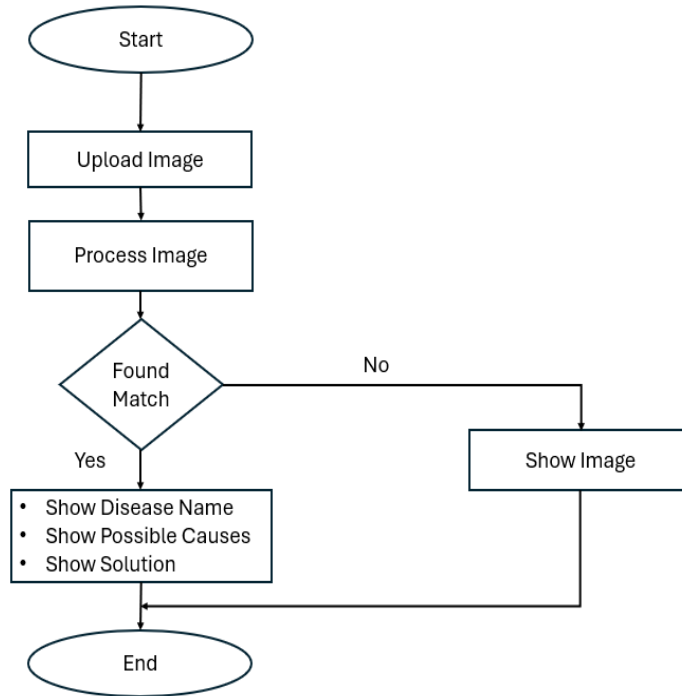 Start
Upload Image
Process Image
Found
Match
No
Yes
Show Image
• Show Disease Name
• Show Possible Causes
• Show Solution
End